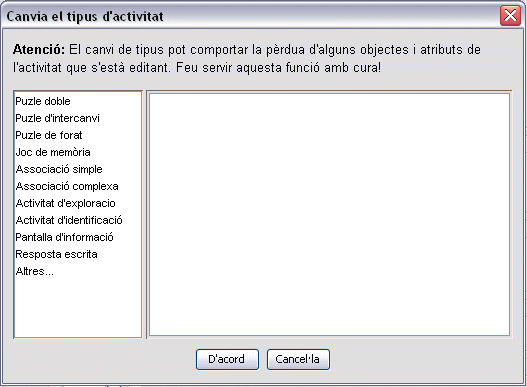 Canvia el tipus d'activitat
Atenció: El canvi de tipus pot comportar la pèrdua d'alguns objectes i atributs de
l'activitat que s'està editant. Feu servir aquesta funció amb cura!
Puzle doble
Puzle d'intercanvi
Puzle de forat
Joc de memòria
Associació simple
Associació complexa
Activitat d'exploracio
Activitat d'identificació
Pantalla d'informació
Resposta escrita
Altres...
D'acord
Cancel·la